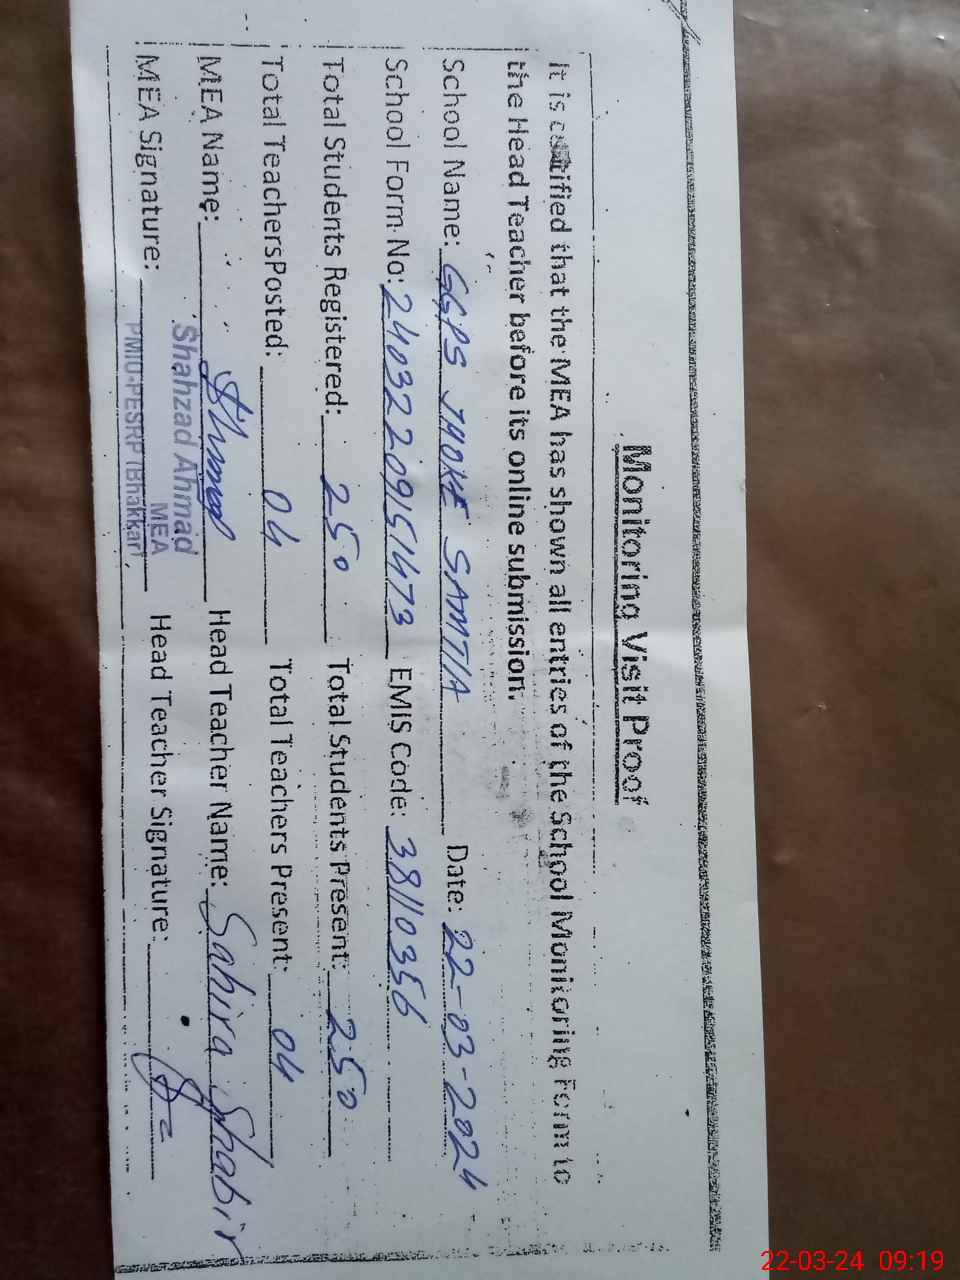 Monitoring Visit Proof
It is certified that the MEA has shown all entries of the School Monitoring Form to
the Head Teacher before its online submission.
School Name: GGPS JHOKE SAMTIA Date: 22-03-2024
School Form No: 24032209151473 EMIS Code: 38110356
Total Students Registered: 250 Total Students Present: 250
Total TeachersPosted: 04 Total Teachers Present: 04
MEA Name: Head Teacher Name: Sahira Shabir
Shahzad Ahmad
MEA
MEA Signature: Head Teacher Signature:
PMIU-PESRP (Bhakkar)
22-03-24 09:19